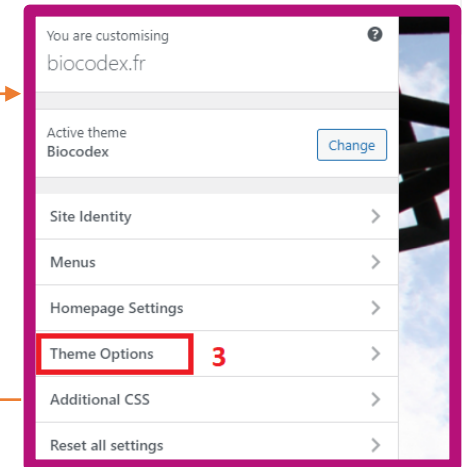 You are customising
biocodex.fr
Active theme
Biocodex
Change
Site Identity
Menus
Homepage Settings
Theme Options 3
Additional CSS
Reset all settings